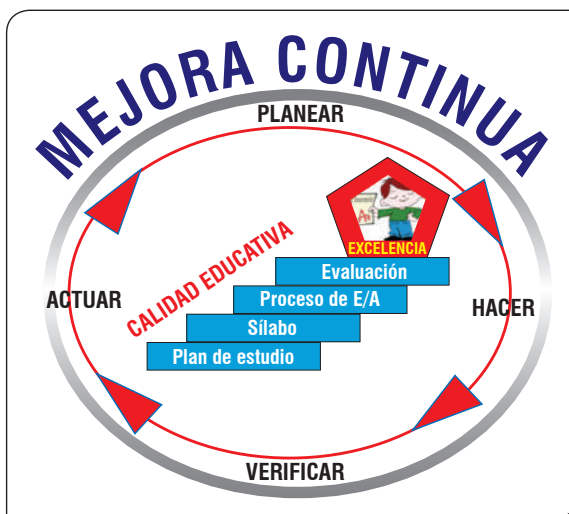 MEJORA CONTINUA
PLANEAR
EXCELENCIA
CALIDAD EDUCATIVA
Evaluación
Proceso de E/A
Sílabo
Plan de estudio
ACTUAR
HACER
VERIFICAR